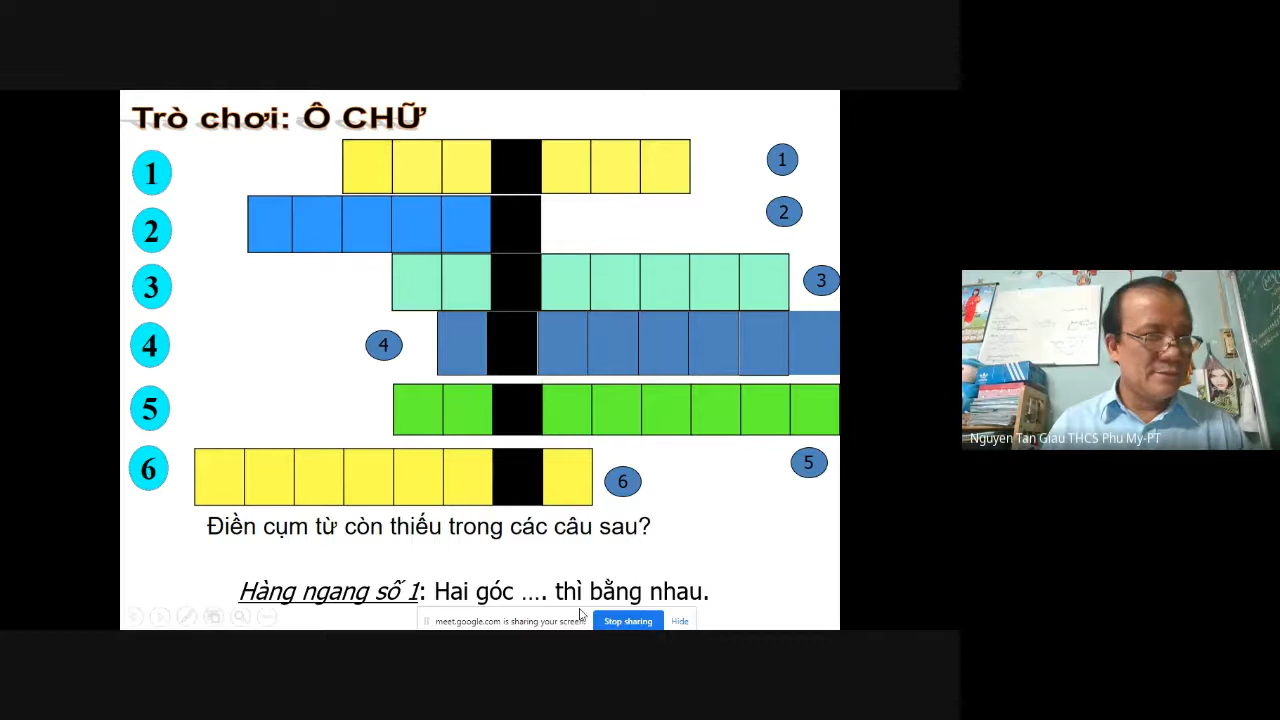 Trò chơi: Ô CHỮ
1
1
2
2
3
3
4
4
5
6
5
6
Điền cụm từ còn thiếu trong các câu sau?
Hàng ngang số 1: Hai góc …. thì bằng nhau.
meet.google.com is sharing your screen. Stop sharing Hide
Nguyen Tan Giau THCS Phu My-PT